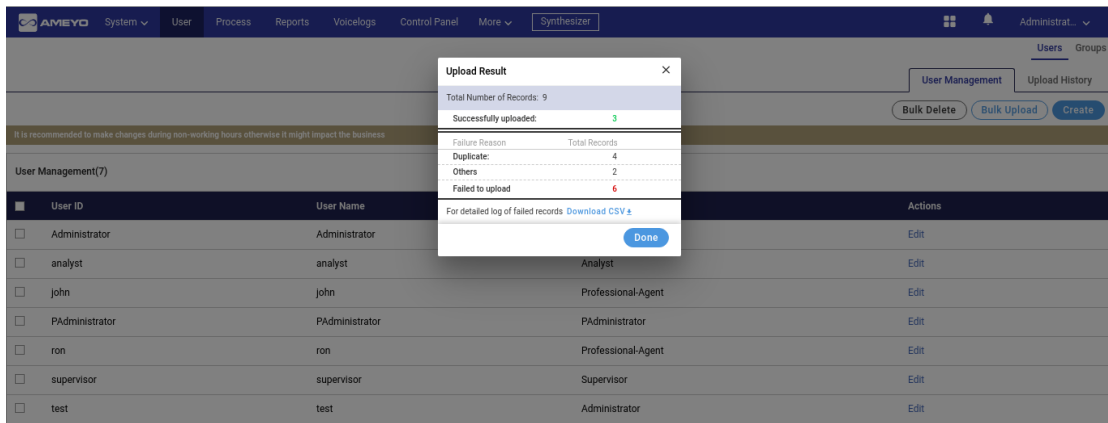 AMEYO System User Process Reports Voicelogs Control Panel More Synthesizer Administrat..
Users Groups
User Management Upload History
Bulk Delete Bulk Upload Create
It is recommended to make changes during non-working hours otherwise it might impact the business
User Management(7)
User ID User Name Actions
Administrator Administrator Edit
analyst analyst Analyst Edit
john john Professional-Agent Edit
PAdministrator PAdministrator PAdministrator Edit
ron ron Professional-Agent Edit
supervisor supervisor Supervisor Edit
test test Administrator Edit
Upload Result
Total Number of Records: 9
Successfully uploaded: 3
Failure Reason Total Records
Duplicate: 4
Others 2
Failed to upload 6
For detailed log of failed records Download CSV
Done